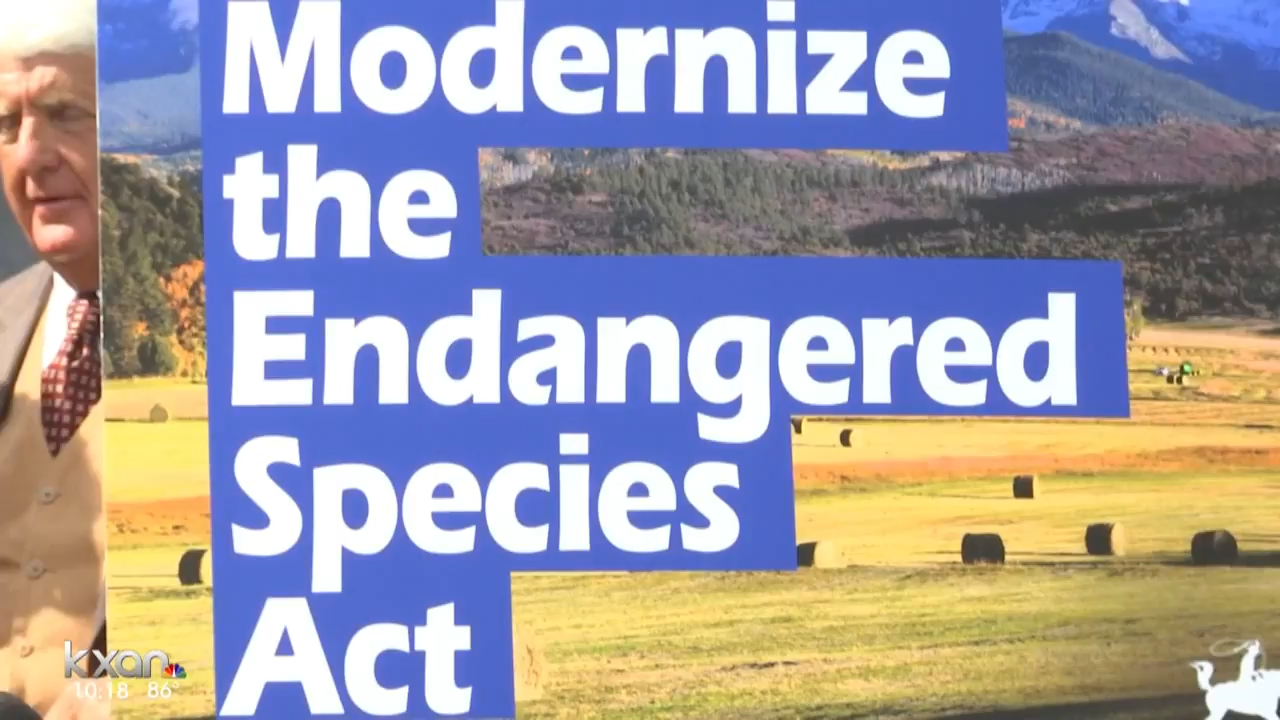 Modernize
the
Endangered
Species
Act
kxan
10:18 86°